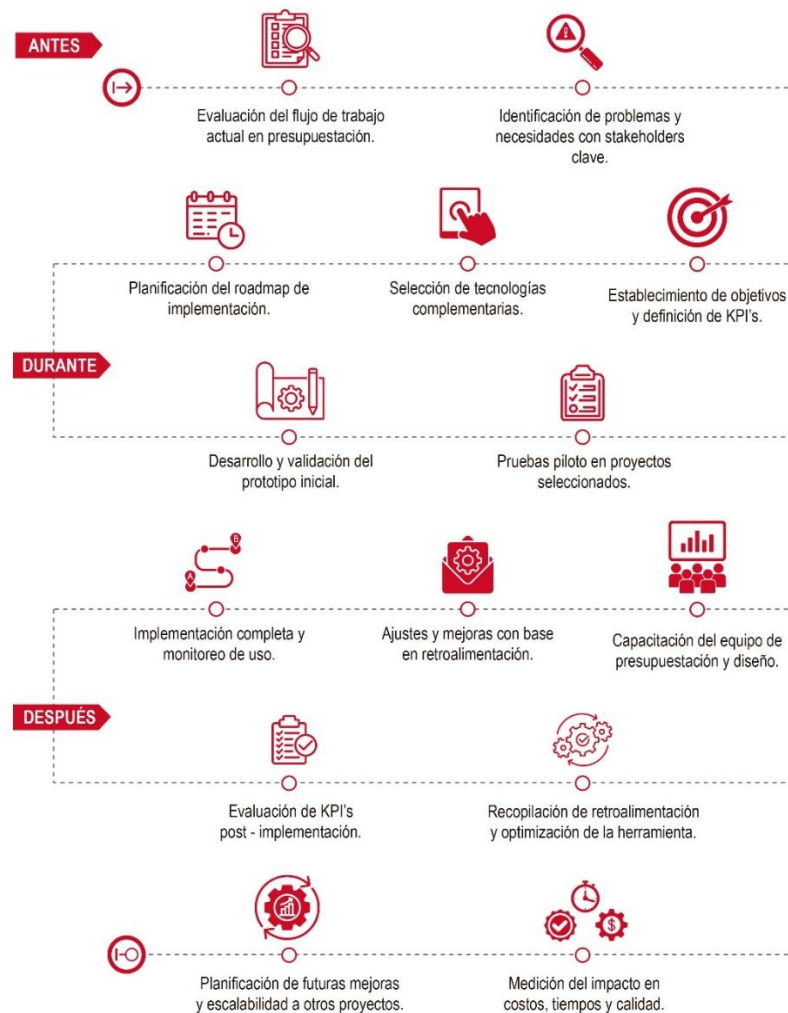 ANTES
Evaluación del flujo de trabajo
actual en presupuestación.
Identificación de problemas y
necesidades con stakeholders
clave.
Planificación del roadmap de
implementación.
Selección de tecnologías
complementarias.
Establecimiento de objetivos
y definición de KPI's.
DURANTE
Desarrollo y validación del
prototipo inicial.
Pruebas piloto en proyectos
seleccionados.
B
A
Implementación completa y
monitoreo de uso.
Ajustes y mejoras con base
en retroalimentación.
Capacitación del equipo de
presupuestación y diseño.
DESPUÉS
Evaluación de KPI's
post - implementación.
Recopilación de retroalimentación
y optimización de la herramienta.
$
Planificación de futuras mejoras
y escalabilidad a otros proyectos.
Medición del impacto en
costos, tiempos y calidad.